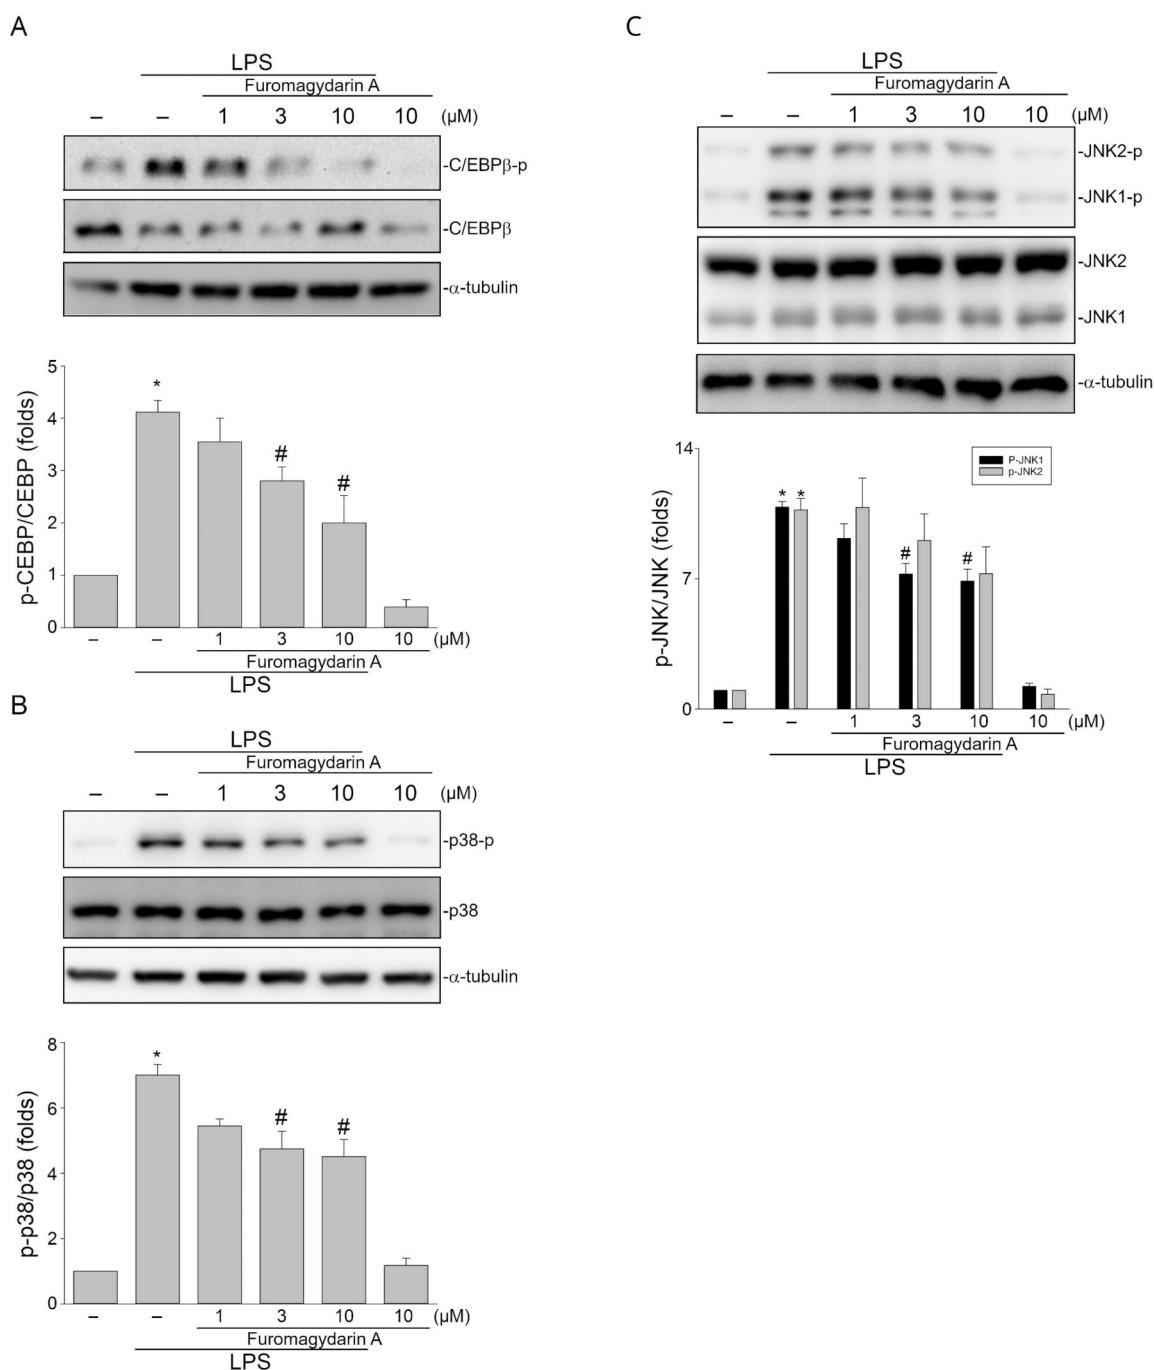 A
LPS
Furomagydarin A
– – 1 3 10 10 (μM)
-C/EBPβ-p
-C/EBPβ
-α-tubulin
p-CEBP/CEBP (folds)
5
4
3
2
1
0
*
#
#
– – 1 3 10 10 (μM)
Furomagydarin A
LPS
B
LPS
Furomagydarin A
– – 1 3 10 10 (μM)
-p38-p
-p38
-α-tubulin
p-p38/p38 (folds)
8
6
4
2
0
*
#
#
– – 1 3 10 10 (μM)
Furomagydarin A
LPS
C
LPS
Furomagydarin A
– – 1 3 10 10 (μM)
-JNK2-p
-JNK1-p
-JNK2
-JNK1
-α-tubulin
p-JNK/JNK (folds)
14
7
0
P-JNK1
p-JNK2
* *
#
#
– – 1 3 10 10 (μM)
Furomagydarin A
LPS